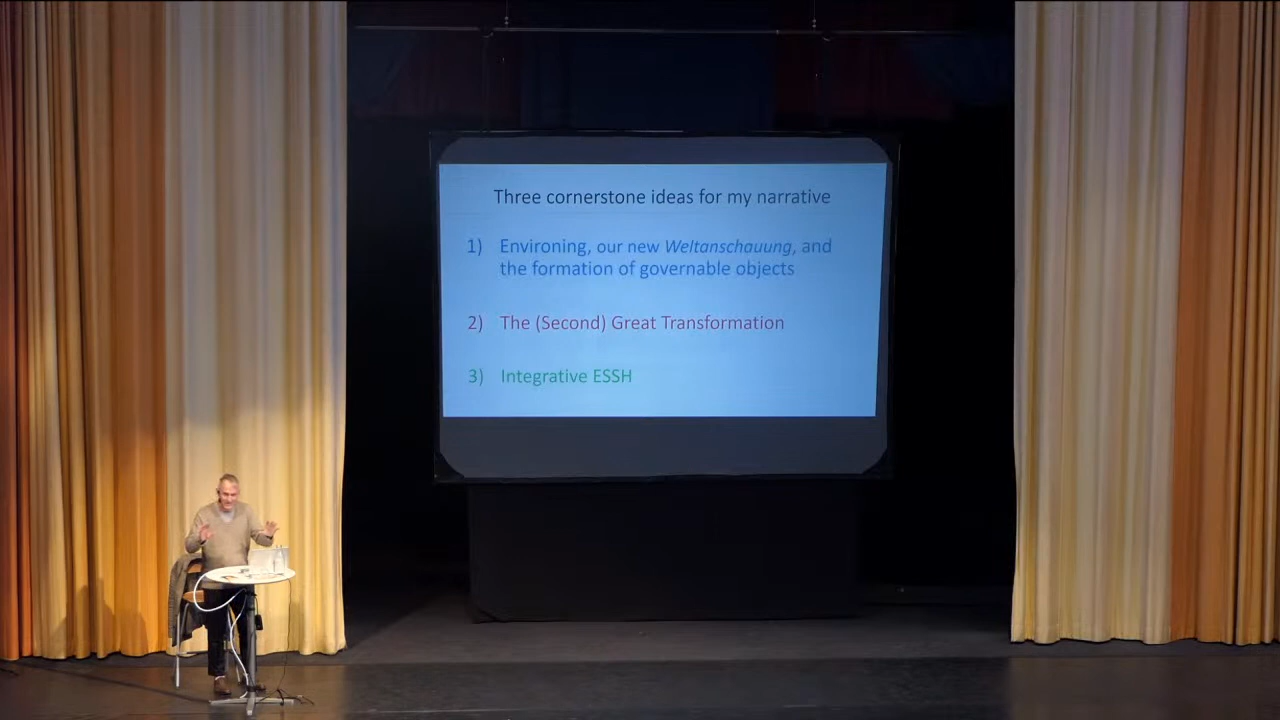 Three cornerstone ideas for my narrative
1) Environing, our new Weltanschauung, and
the formation of governable objects
2) The (Second) Great Transformation
3) Integrative ESSH